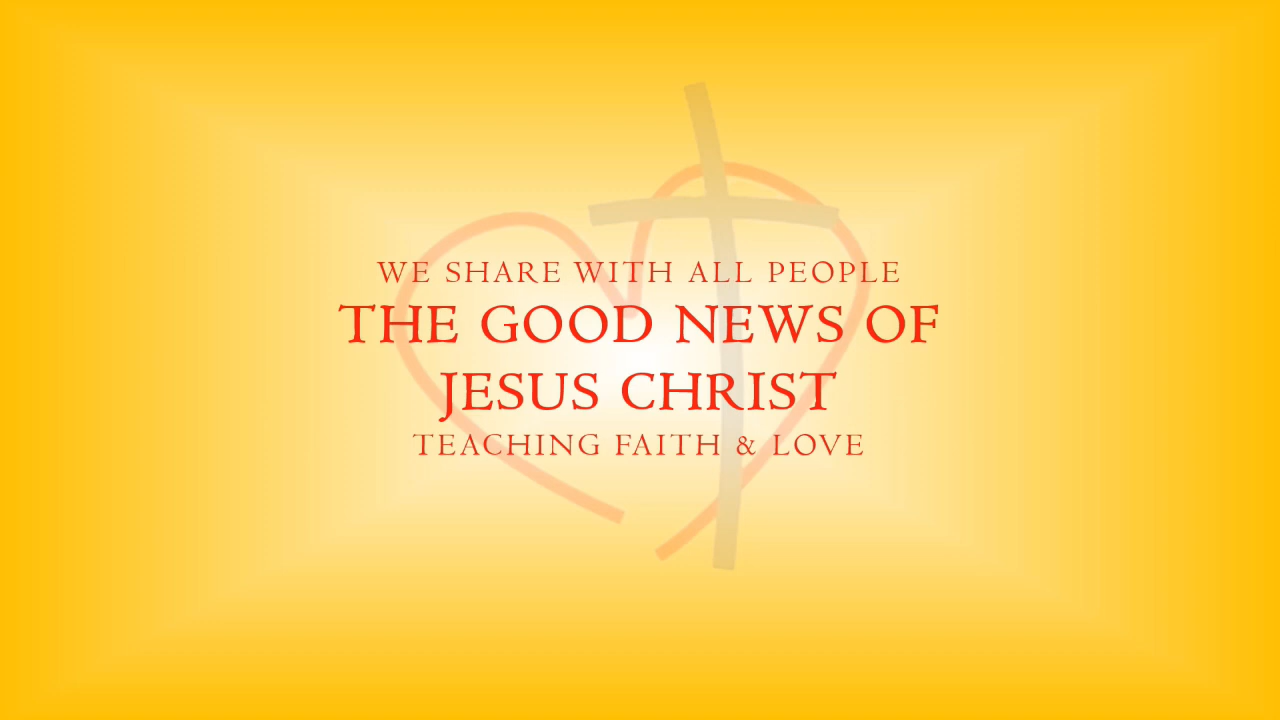 WE SHARE WITH ALL PEOPLE
THE GOOD NEWS OF
JESUS CHRIST
TEACHING FAITH & LOVE